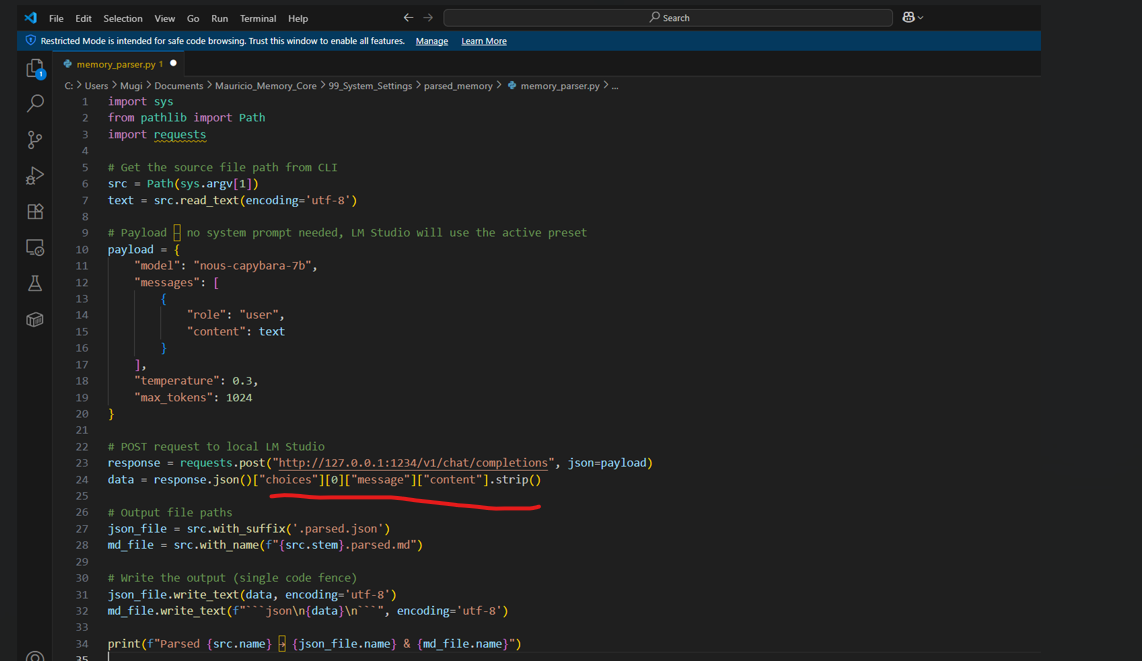 File Edit Selection View Go Run Terminal Help
Search
Restricted Mode is intended for safe code browsing. Trust this window to enable all features. Manage Learn More
1
memory_parser.py 1
C: > Users > Mugi > Documents > Mauricio_Memory_Core > 99_System_Settings > parsed_memory > memory_parser.py > ...
1 import sys
2 from pathlib import Path
3 import requests
4
5 # Get the source file path from CLI
6 src = Path(sys.argv[1])
7 text = src.read_text(encoding='utf-8')
8
9 # Payload – no system prompt needed, LM Studio will use the active preset
10 payload = {
11 "model": "nous-capybara-7b",
12 "messages": [
13 {
14 "role": "user",
15 "content": text
16 }
17 ],
18 "temperature": 0.3,
19 "max_tokens": 1024
20 }
21
22 # POST request to local LM Studio
23 response = requests.post("http://127.0.0.1:1234/v1/chat/completions", json=payload)
24 data = response.json()["choices"][0]["message"]["content"].strip()
25
26 # Output file paths
27 json_file = src.with_suffix('.parsed.json')
28 md_file = src.with_name(f"{src.stem}.parsed.md")
29
30 # Write the output (single code fence)
31 json_file.write_text(data, encoding='utf-8')
32 md_file.write_text(f"```json\n{data}\n```", encoding='utf-8')
33
34 print(f"Parsed {src.name} → {json_file.name} & {md_file.name}")
35